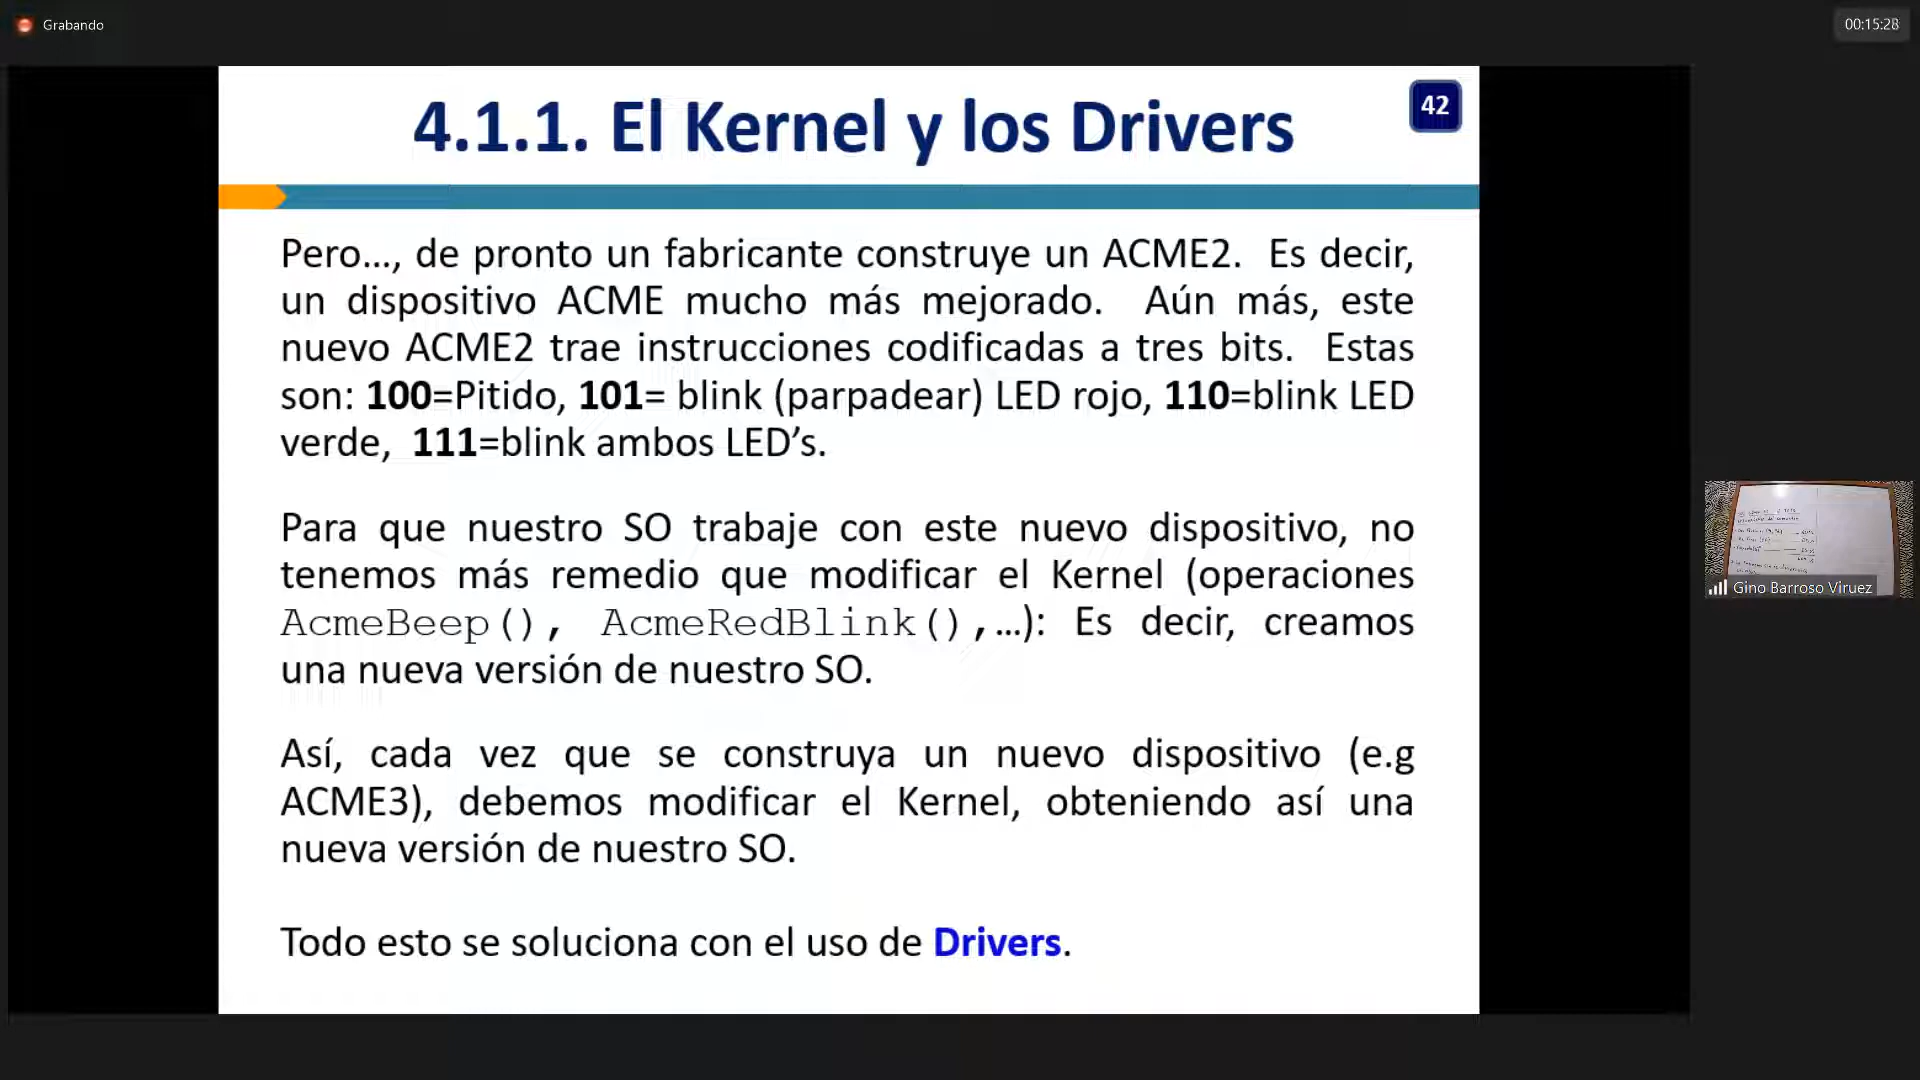 Grabando
00:15:28
4.1.1. El Kernel y los Drivers
42
Pero…, de pronto un fabricante construye un ACME2. Es decir,
un dispositivo ACME mucho más mejorado. Aún más, este
nuevo ACME2 trae instrucciones codificadas a tres bits. Estas
son: 100=Pitido, 101= blink (parpadear) LED rojo, 110=blink LED
verde, 111=blink ambos LED’s.
Para que nuestro SO trabaje con este nuevo dispositivo, no
tenemos más remedio que modificar el Kernel (operaciones
AcmeBeep(), AcmeRedBlink(),…): Es decir, creamos
una nueva versión de nuestro SO.
Así, cada vez que se construya un nuevo dispositivo (e.g
ACME3), debemos modificar el Kernel, obteniendo así una
nueva versión de nuestro SO.
Todo esto se soluciona con el uso de Drivers.
Gino Barroso Viruez